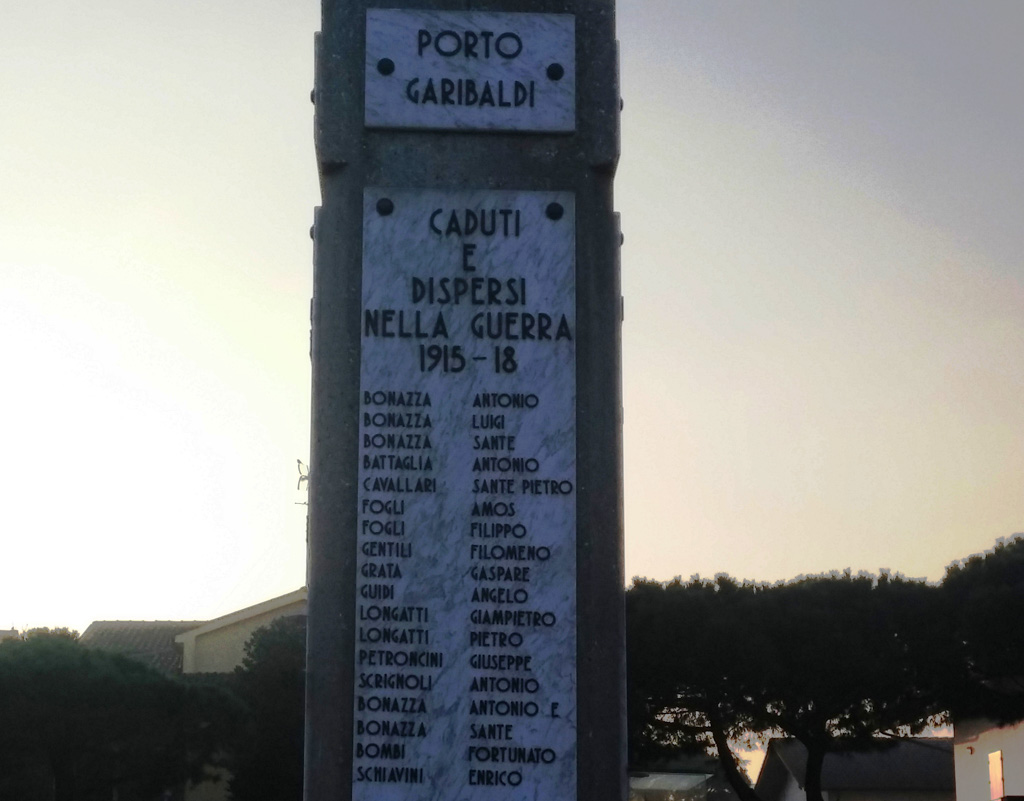 PORTO
GARIBALDI
CADUTI
E
DISPERSI
NELLA GUERRA
1915-18
BONAZZA ANTONIO
BONAZZA LUIGI
BONAZZA SANTE
BATTAGLIA ANTONIO
CAVALLARI SANTE PIETRO
FOGLI AMOS
FOGLI FILIPPO
GENTILI FILOMENO
GRATA GASPARE
GUIDI ANGELO
LONGATTI GIAMPIETRO
LONGATTI PIETRO
PETRONCINI GIUSEPPE
SCRIGNOLI ANTONIO
BONAZZA ANTONIO E
BONAZZA SANTE
BOMBI FORTUNATO
SCHIAVINI ENRICO